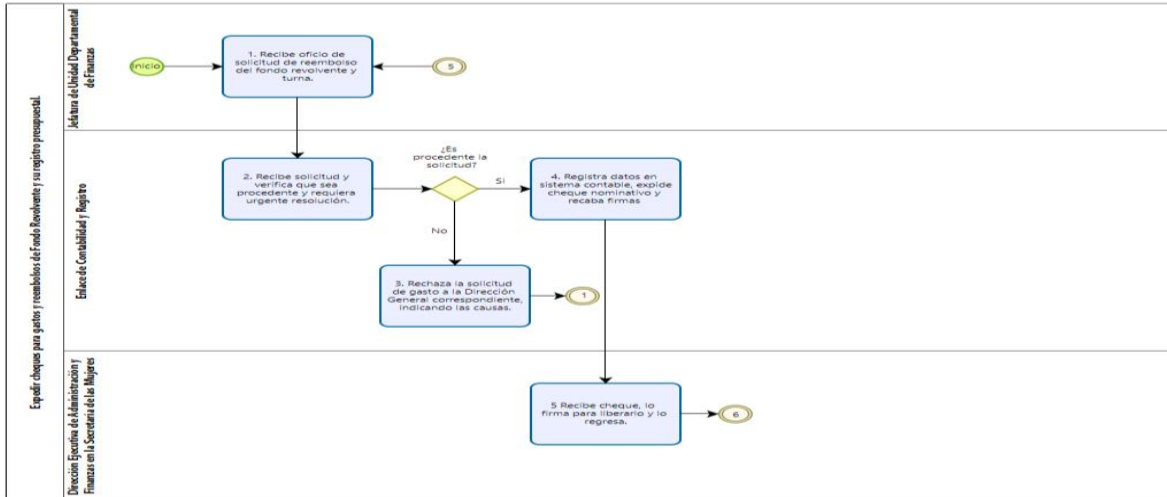 Expedir cheques para gastos y reembolsos de Fondo Revolvente y su registro presupuestal.
Jefatura de Unidad Departamental
de Finanzas
Inicio
1. Recibe oficio de
solicitud de reembolso
del fondo revolvente y
turna.
5
Enlace de Contabilidad y Registro
2. Recibe solicitud y
verifica que sea
procedente y requiera
urgente resolución.
¿Es
procedente la
solicitud?
Si
No
4. Registra datos en
sistema contable, expide
cheque nominativo y
recaba firmas
3. Rechaza la solicitud
de gasto a la Dirección
General correspondiente,
indicando las causas.
1
Dirección Ejecutiva de Administración y
Finanzas en la Secretaria de las Mujeres
5 Recibe cheque, lo
firma para liberarlo y lo
regresa.
6